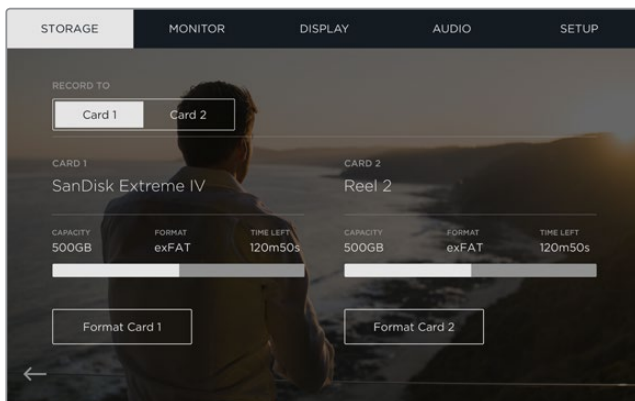 STORAGE MONITOR DISPLAY AUDIO SETUP
RECORD TO
Card 1 Card 2
CARD 1 CARD 2
SanDisk Extreme IV Reel 2
CAPACITY FORMAT TIME LEFT CAPACITY FORMAT TIME LEFT
500GB exFAT 120m50s 500GB exFAT 120m50s
Format Card 1 Format Card 2